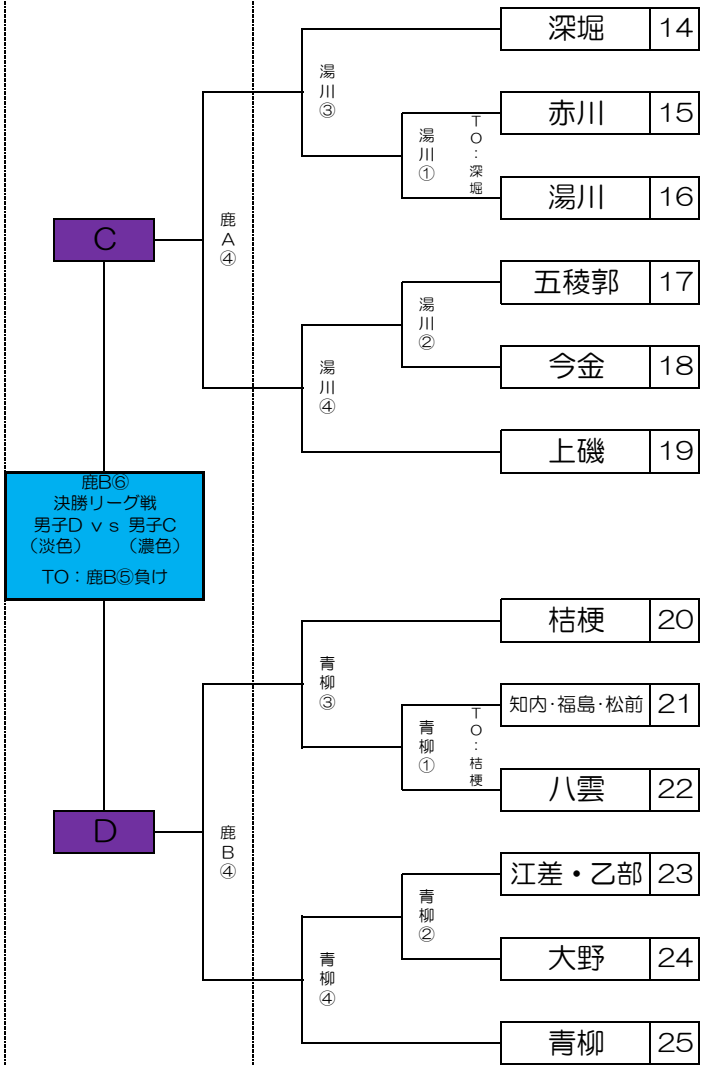 深堀 14
湯川③
赤川 15
湯川①
TO:深堀
湯川 16
C
鹿A④
五稜郭 17
湯川②
今金 18
湯川④
上磯 19
鹿B⑥
決勝リーグ戦
男子D vs 男子C
(淡色) (濃色)
TO:鹿B⑤負け
桔梗 20
青柳③
知内・福島・松前 21
青柳①
TO:桔梗
八雲 22
D
鹿B④
江差・乙部 23
青柳②
大野 24
青柳④
青柳 25